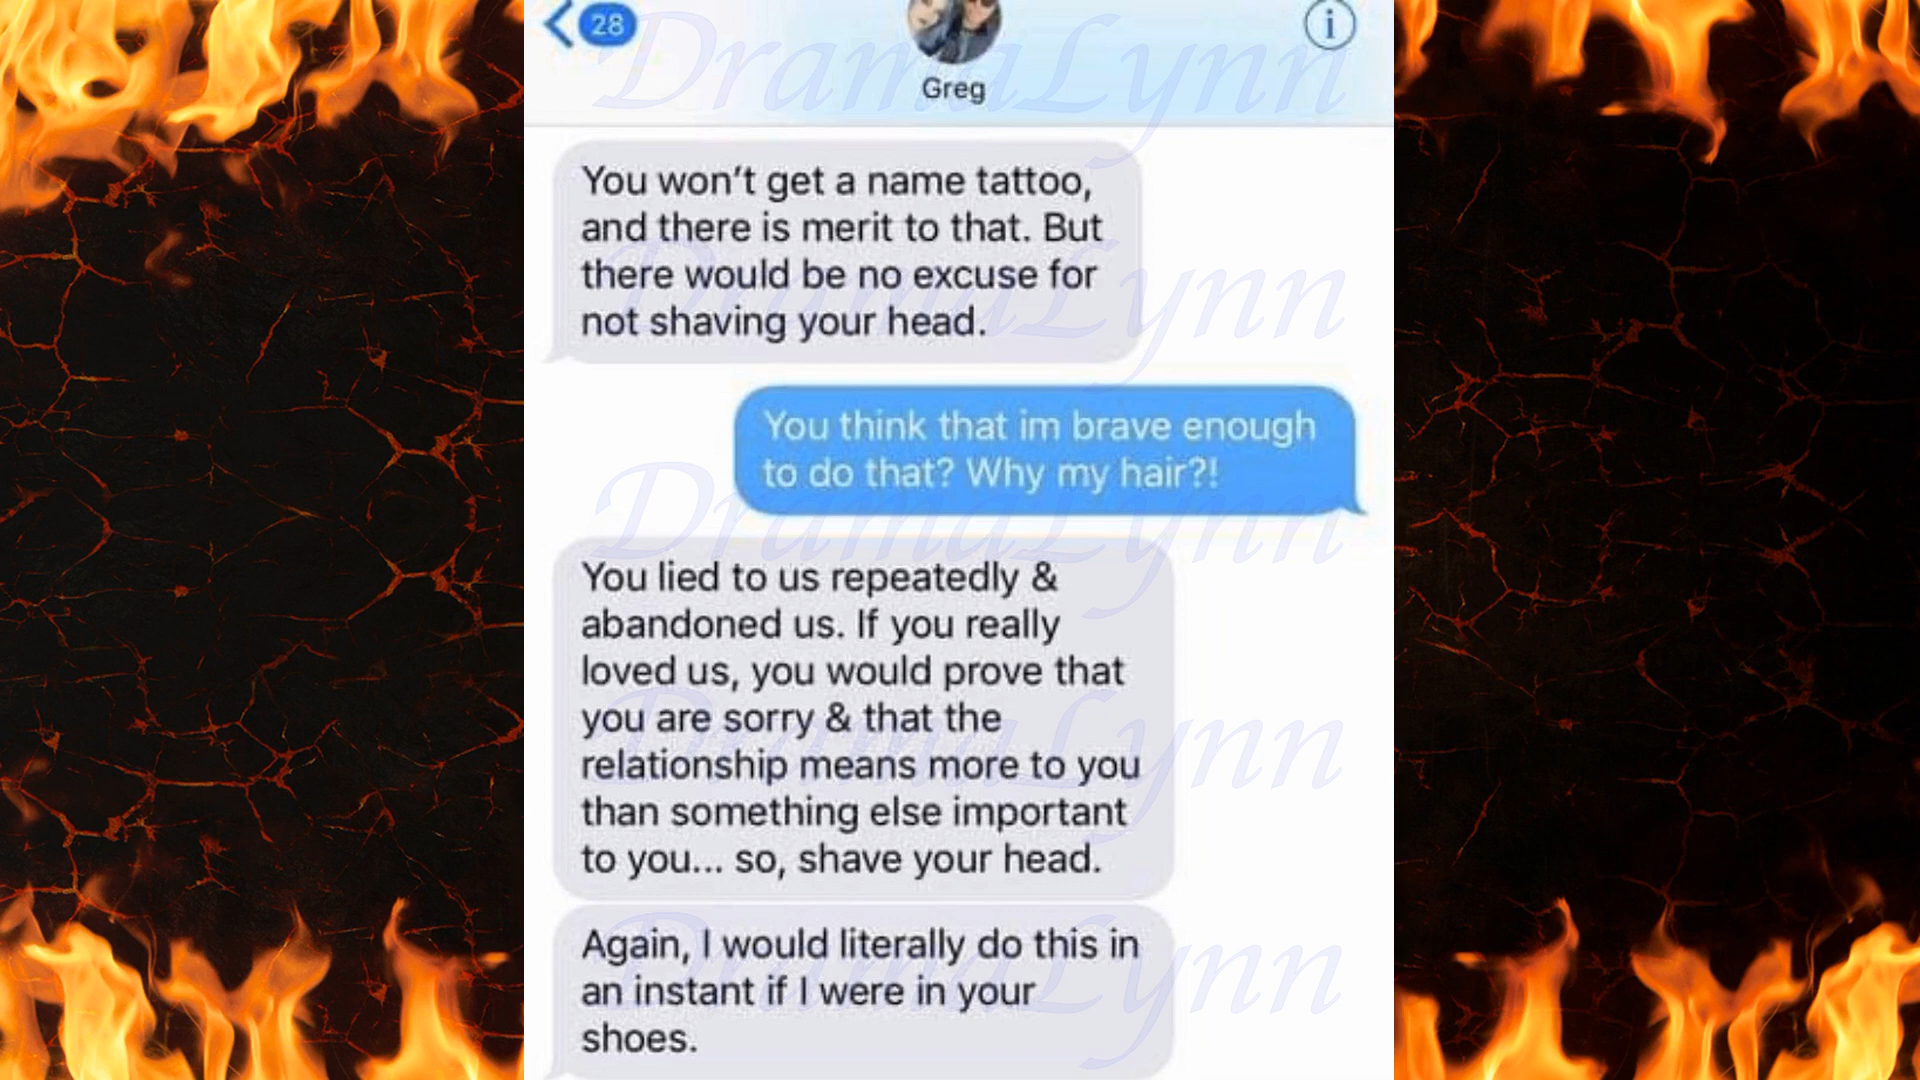 28
DramaLynn
Greg
You won’t get a name tattoo,
and there is merit to that. But
there would be no excuse for
not shaving your head.
DramaLynn
You think that im brave enough
to do that? Why my hair?!
DramaLynn
You lied to us repeatedly &
abandoned us. If you really
loved us, you would prove that
you are sorry & that the
relationship means more to you
than something else important
to you... so, shave your head.
DramaLynn
Again, I would literally do this in
an instant if I were in your
shoes.
DramaLynn